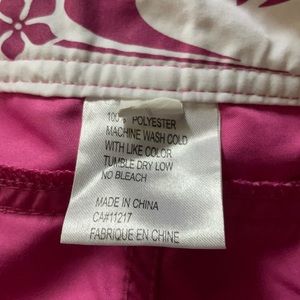 100% POLYESTER
MACHINE WASH COLD
WITH LIKE COLOR
TUMBLE DRY LOW
NO BLEACH
MADE IN CHINA
CA#11217
FABRIQUE EN CHINE